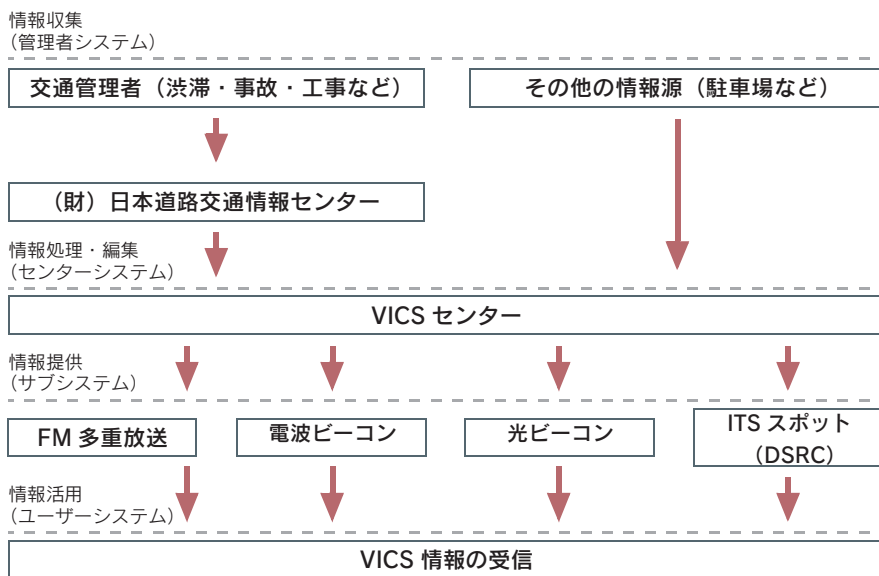 情報収集
（管理者システム）
交通管理者（渋滞・事故・工事など）
その他の情報源（駐車場など）
（財）日本道路交通情報センター
情報処理・編集
（センターシステム）
VICS センター
情報提供
（サブシステム）
FM 多重放送
電波ビーコン
光ビーコン
ITS スポット
（DSRC）
情報活用
（ユーザーシステム）
VICS 情報の受信